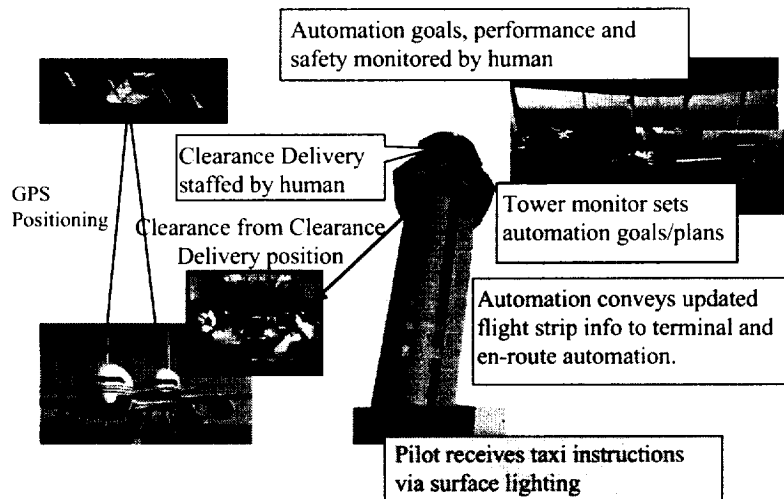 Automation goals, performance and
safety monitored by human
Clearance Delivery
staffed by human
GPS
Positioning
Clearance from Clearance
Delivery position
Tower monitor sets
automation goals/plans
Automation conveys updated
flight strip info to terminal and
en-route automation.
Pilot receives taxi instructions
via surface lighting